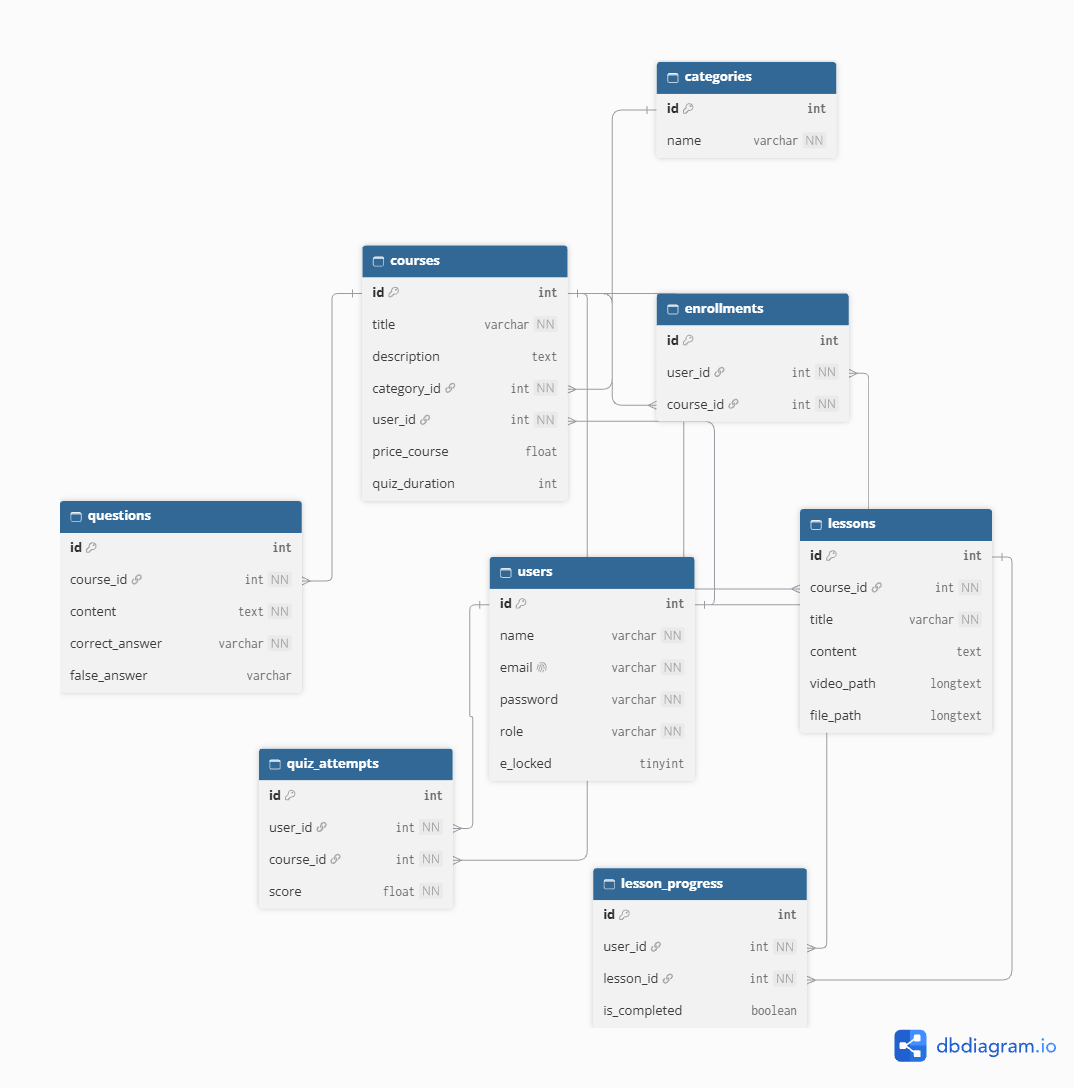 categories
id int
name varchar NN
courses
id int
title varchar NN
description text
category_id int NN
user_id int NN
price_course float
quiz_duration int
enrollments
id int
user_id int NN
course_id int NN
questions
id int
course_id int NN
content text NN
correct_answer varchar NN
false_answer varchar
lessons
id int
course_id int NN
title varchar NN
content text
video_path longtext
file_path longtext
users
id int
name varchar NN
email varchar NN
password varchar NN
role varchar NN
e_locked tinyint
quiz_attempts
id int
user_id int NN
course_id int NN
score float NN
lesson_progress
id int
user_id int NN
lesson_id int NN
is_completed boolean
dbdiagram.io